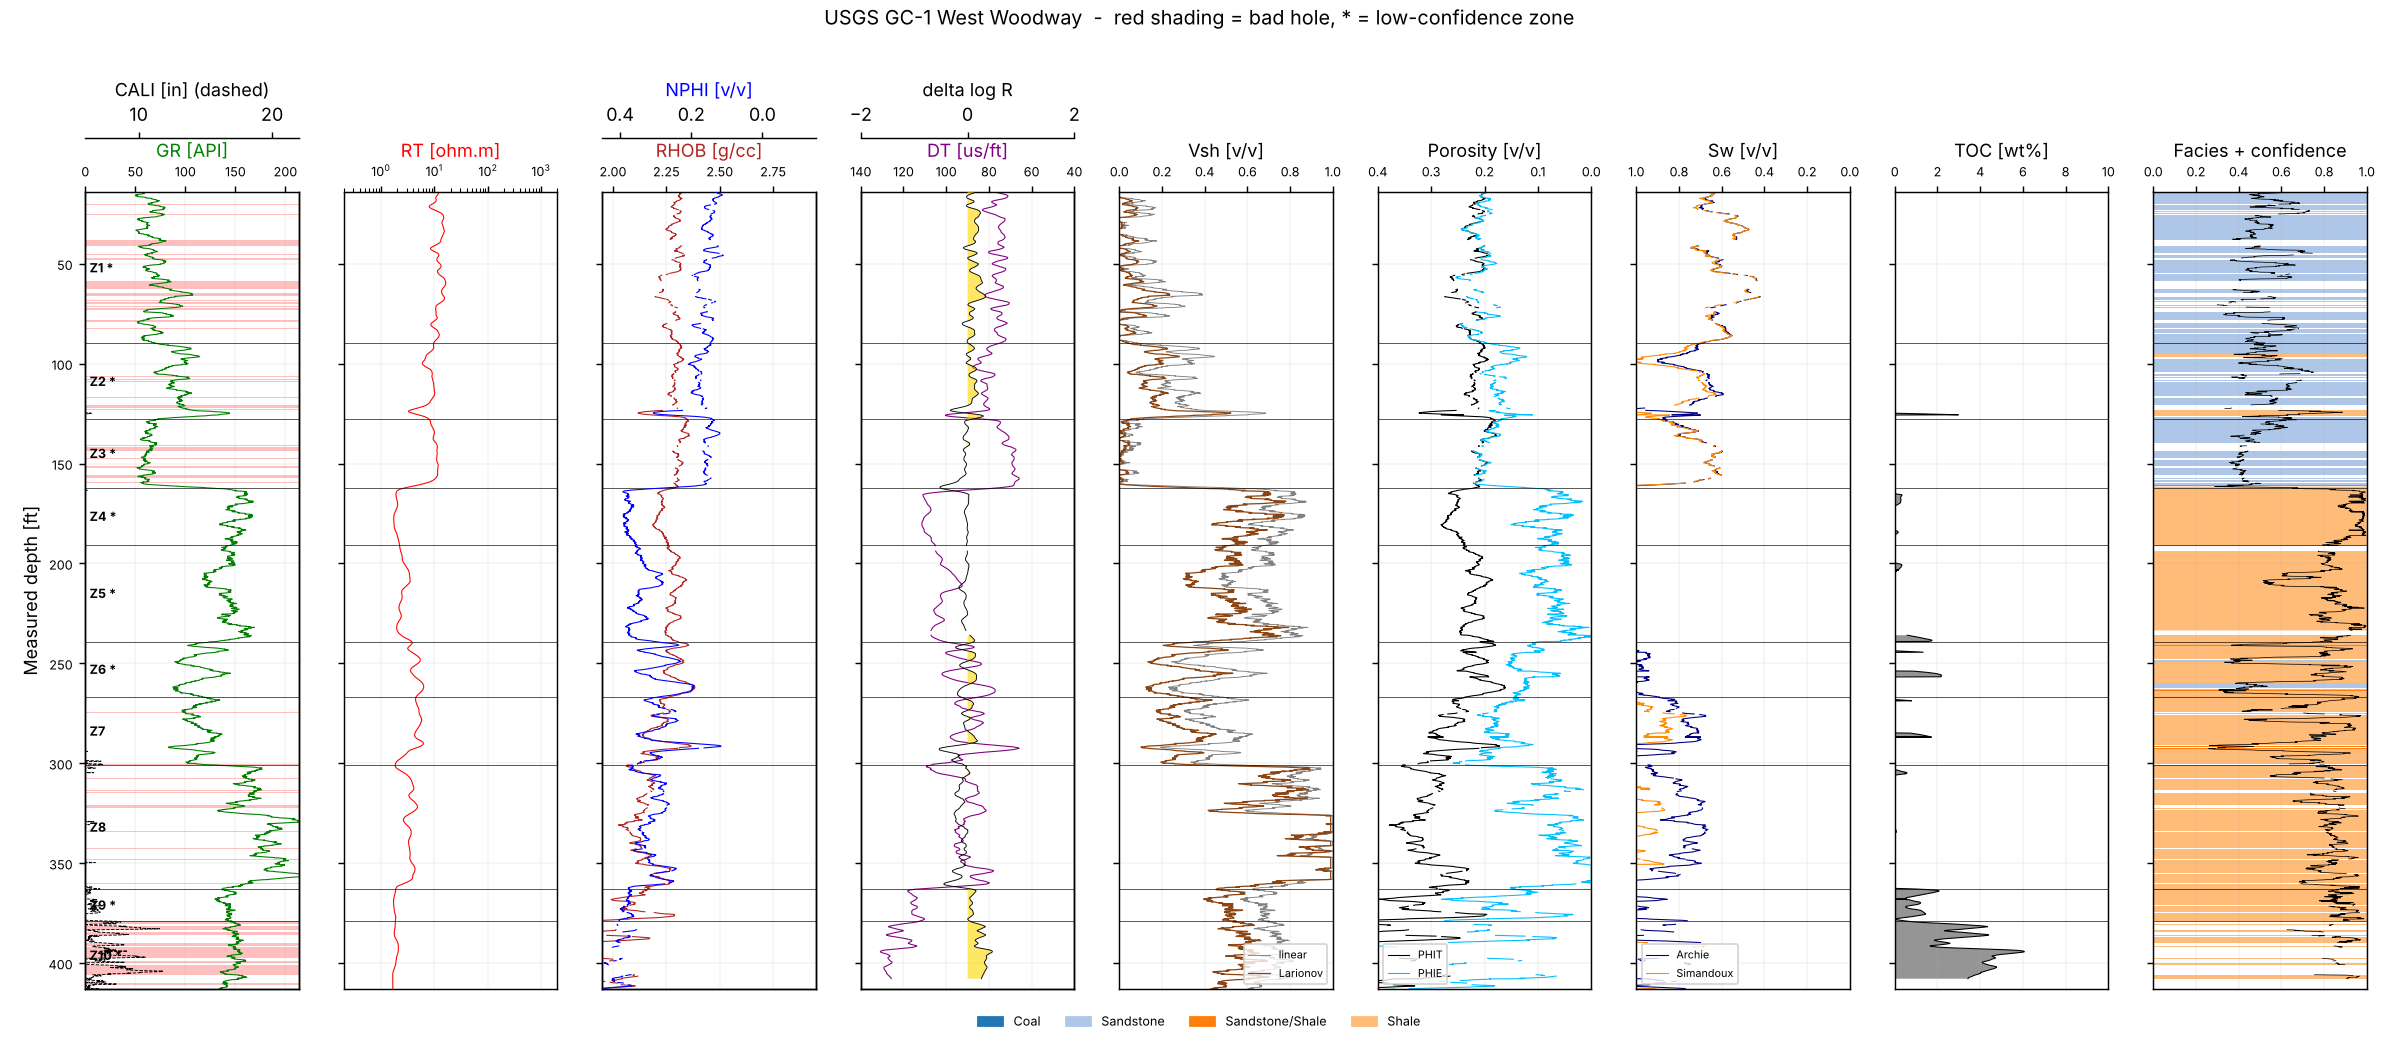 USGS GC-1 West Woodway - red shading = bad hole, * = low-confidence zone
CALI [in] (dashed)
10 20
GR [API]
0 50 100 150 200
RT [ohm.m]
10⁰ 10¹ 10² 10³
NPHI [v/v]
0.4 0.2 0.0
RHOB [g/cc]
2.00 2.25 2.50 2.75
delta log R
−2 0 2
DT [us/ft]
140 120 100 80 60 40
Vsh [v/v]
0.0 0.2 0.4 0.6 0.8 1.0
Porosity [v/v]
0.4 0.3 0.2 0.1 0.0
Sw [v/v]
1.0 0.8 0.6 0.4 0.2 0.0
TOC [wt%]
0 2 4 6 8 10
Facies + confidence
0.0 0.2 0.4 0.6 0.8 1.0
Measured depth [ft]
50
100
150
200
250
300
350
400
Z1 *
Z2 *
Z3 *
Z4 *
Z5 *
Z6 *
Z7
Z8
Z9 *
Z10 *
linear
Larionov
PHIT
PHIE
Archie
Simandoux
Coal Sandstone Sandstone/Shale Shale